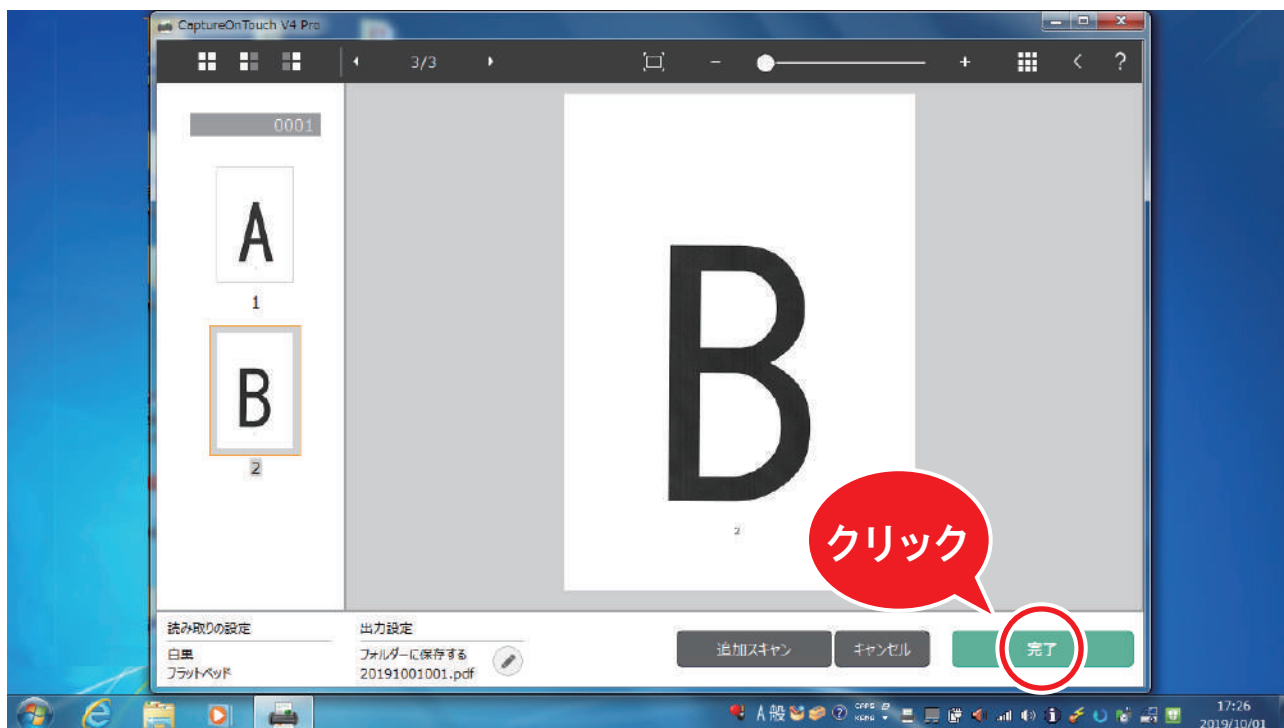 CaptureOnTouch V4 Pro
3/3
- +
<
?
0001
A
1
B
2
B
2
クリック
読み取りの設定
白黒
フラットベッド
出力設定
フォルダーに保存する
20191001001.pdf
追加スキャン
キャンセル
完了
A 般
CAPS
KANA
17:26
2019/10/01